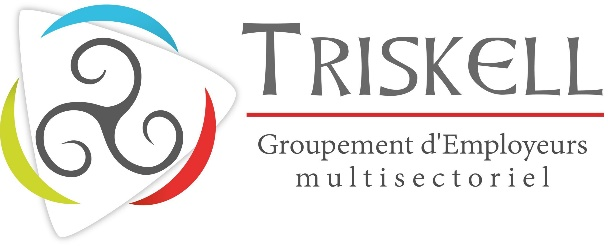 TRISKELL
Groupement d'Employeurs
multisectoriel